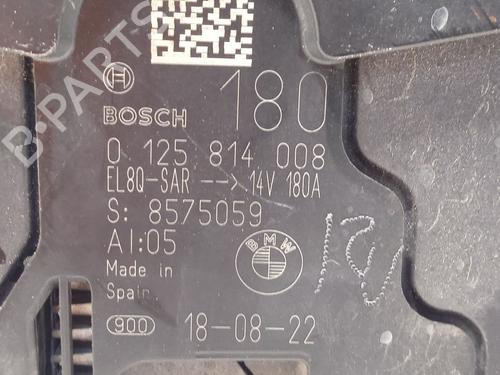 B-PARTS
180
BOSCH
0 125 814 008
EL8Q-SAR --> 14V 180A
S: 8575059
AI:05
BMW
Made in
Spain
900 18-08-22